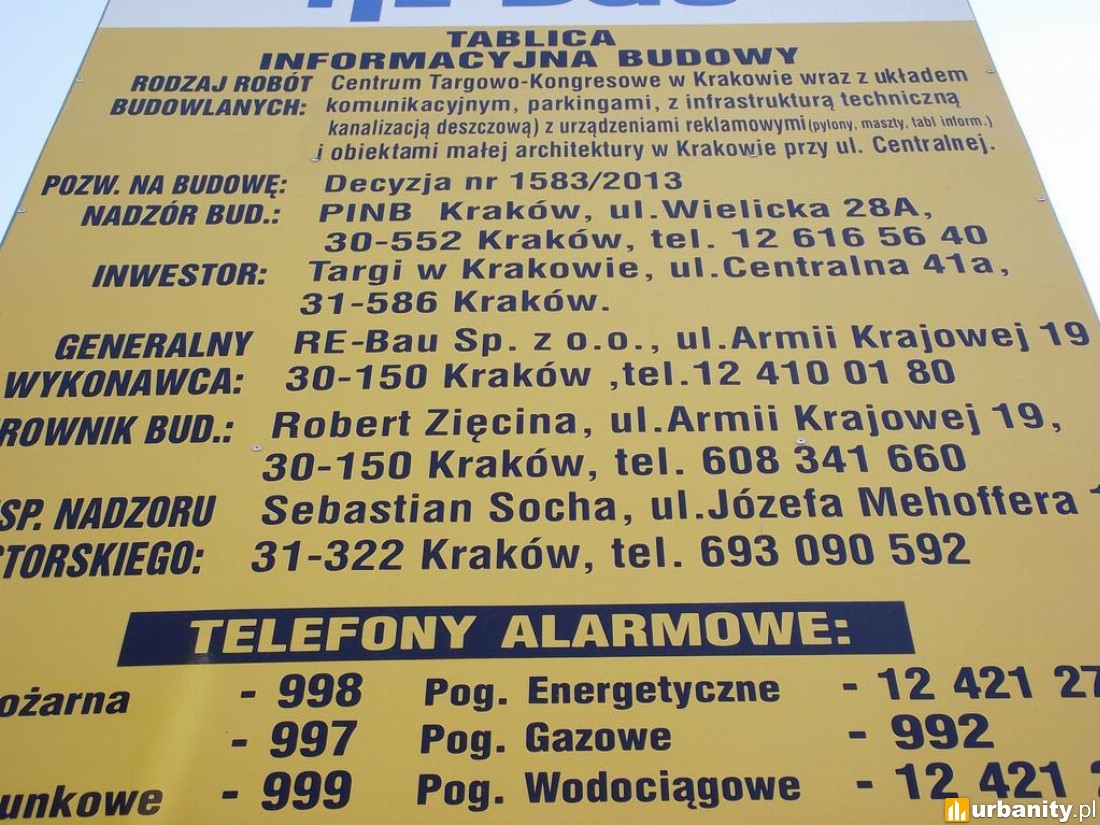 TABLICA
INFORMACYJNA BUDOWY
RODZAJ ROBÓT Centrum Targowo-Kongresowe w Krakowie wraz z układem
BUDOWLANYCH: komunikacyjnym, parkingami, z infrastrukturą techniczną
kanalizacją deszczową) z urządzeniami reklamowymi (pylony, maszty, tabl inform.)
i obiektami małej architektury w Krakowie przy ul. Centralnej.
POZW. NA BUDOWĘ: Decyzja nr 1583/2013
NADZÓR BUD.: PINB Kraków, ul.Wielicka 28A,
30-552 Kraków, tel. 12 616 56 40
INWESTOR: Targi w Krakowie, ul.Centralna 41a,
31-586 Kraków.
GENERALNY RE-Bau Sp. z o.o., ul.Armii Krajowej 19
WYKONAWCA: 30-150 Kraków ,tel.12 410 01 80
ROWNIK BUD.: Robert Zięcina, ul.Armii Krajowej 19,
30-150 Kraków, tel. 608 341 660
SP. NADZORU Sebastian Socha, ul.Józefa Mehoffera 1
TORSKIEGO: 31-322 Kraków, tel. 693 090 592
TELEFONY ALARMOWE:
ożarna - 998 Pog. Energetyczne - 12 421 27
- 997 Pog. Gazowe - 992
unkowe - 999 Pog. Wodociągowe - 12 421 2
urbanity.pl